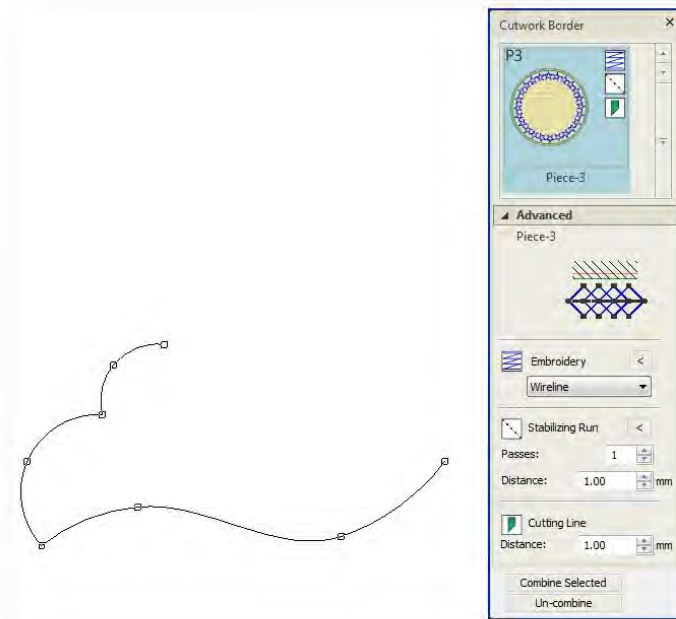 Cutwork Border
P3
Piece-3
Advanced
Piece-3
Embroidery <
Wireline
Stabilizing Run <
Passes: 1
Distance: 1.00 mm
Cutting Line
Distance: 1.00 mm
Combine Selected
Un-combine